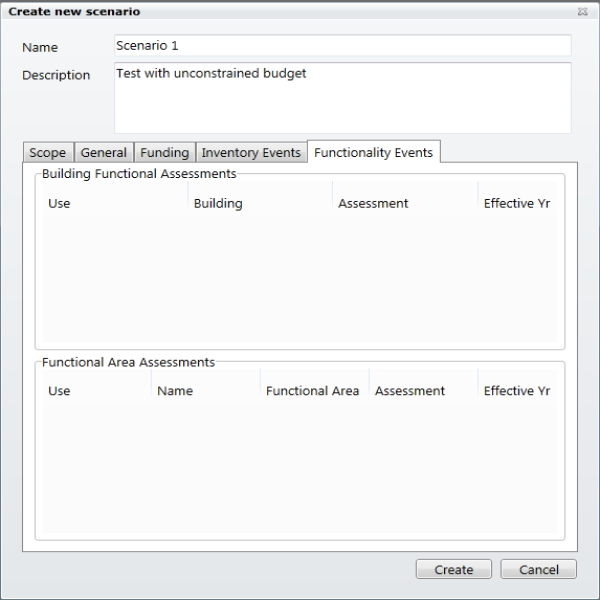 Create new scenario
Name
Scenario 1
Description
Test with unconstrained budget
Scope General Funding Inventory Events Functionality Events
Building Functional Assessments
Use Building Assessment Effective Yr
Functional Area Assessments
Use Name Functional Area Assessment Effective Yr
Create Cancel